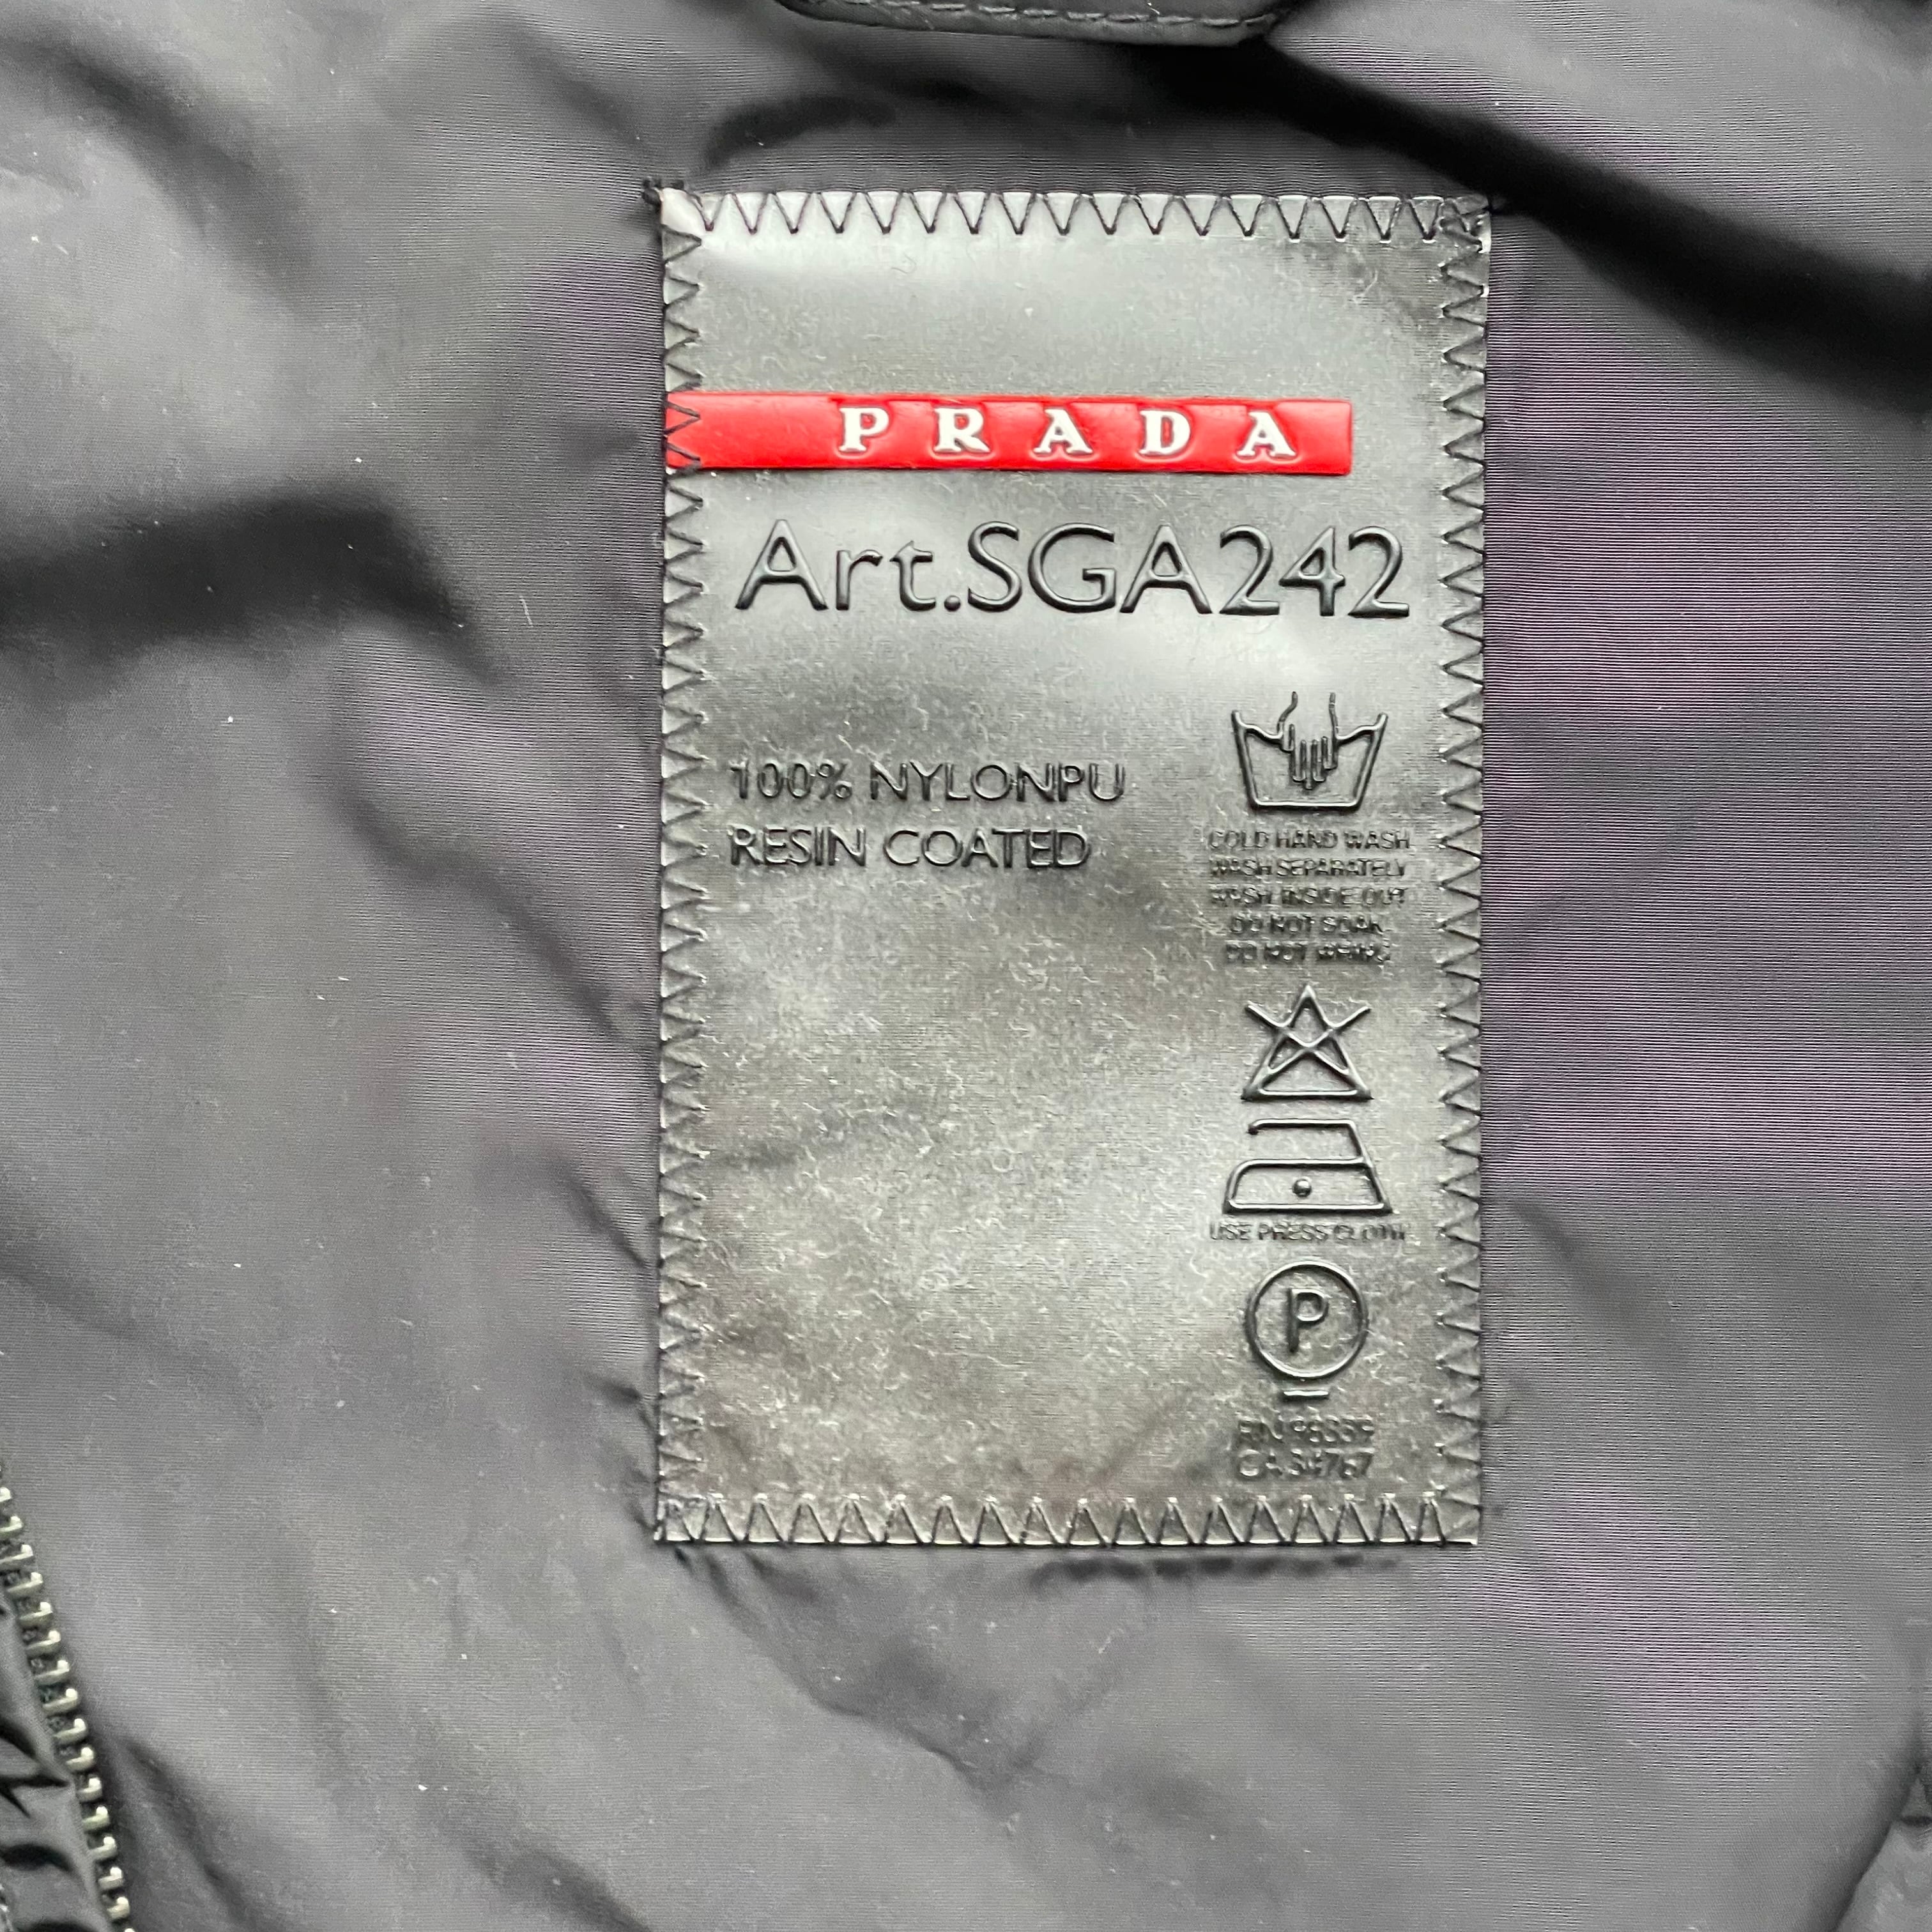 PRADA
Art.SGA242
100% NYLONPU
RESIN COATED
COLD HAND WASH
WASH SEPARATELY
WASH INSIDE OUT
DO NOT SOAK
DO NOT WRING
USE PRESS CLOTH
P
RN
CA 34767